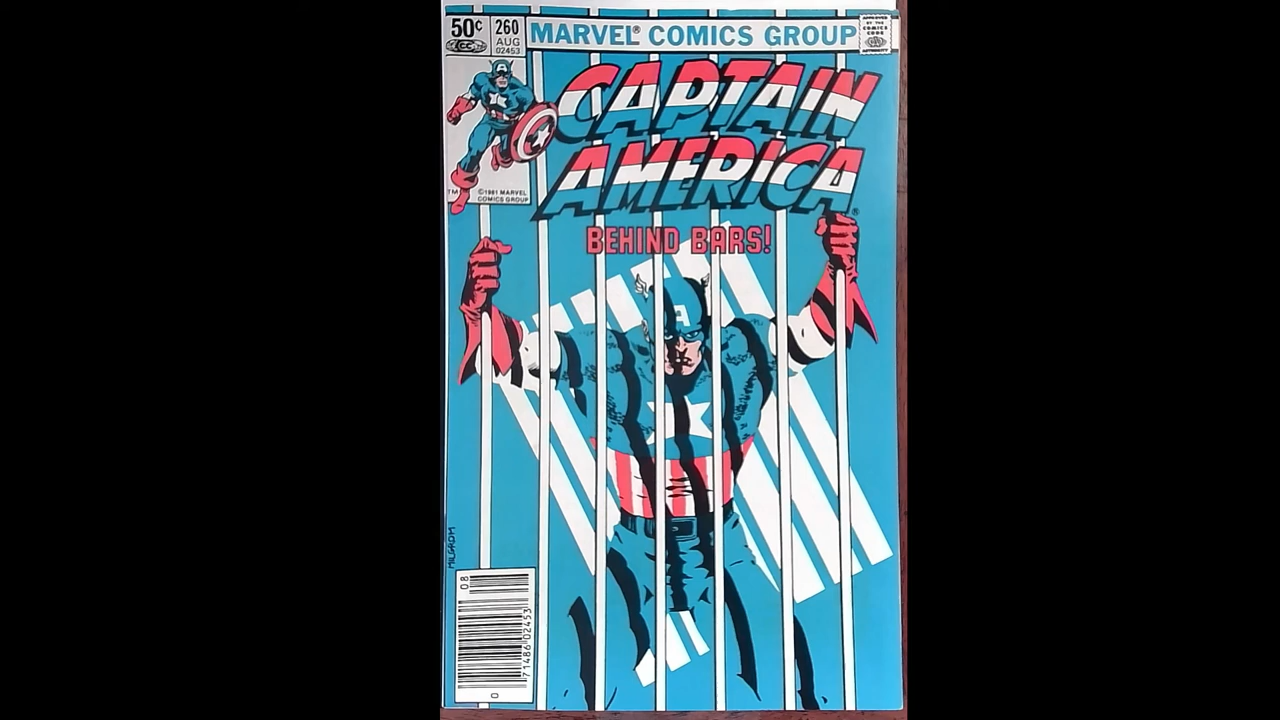 50¢
260
AUG
02453
CC
MARVEL® COMICS GROUP
APPROVED
BY THE
COMICS
CODE
AUTHORITY
CAPTAIN
AMERICA®
TM
©1981 MARVEL
COMICS GROUP
BEHIND BARS!
MILGROM
08
71486 02453
0